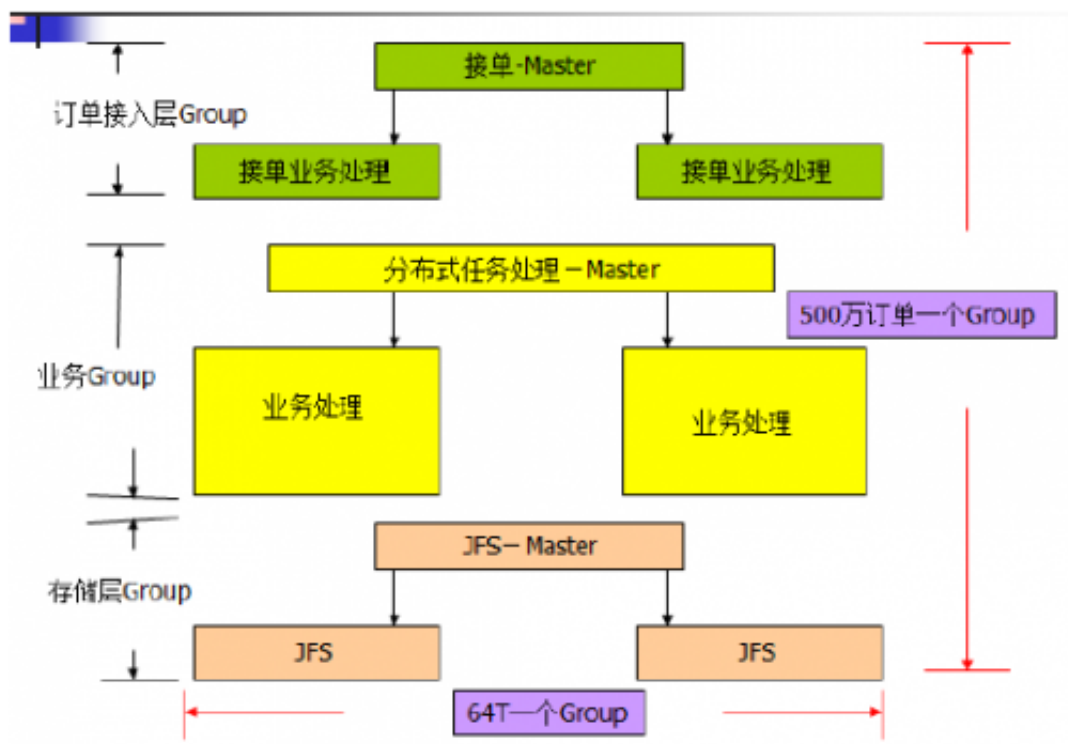 接单-Master
订单接入层Group
接单业务处理
接单业务处理
分布式任务处理－Master
500万订单一个Group
业务Group
业务处理
业务处理
JFS－Master
存储层Group
JFS
JFS
64T一个Group